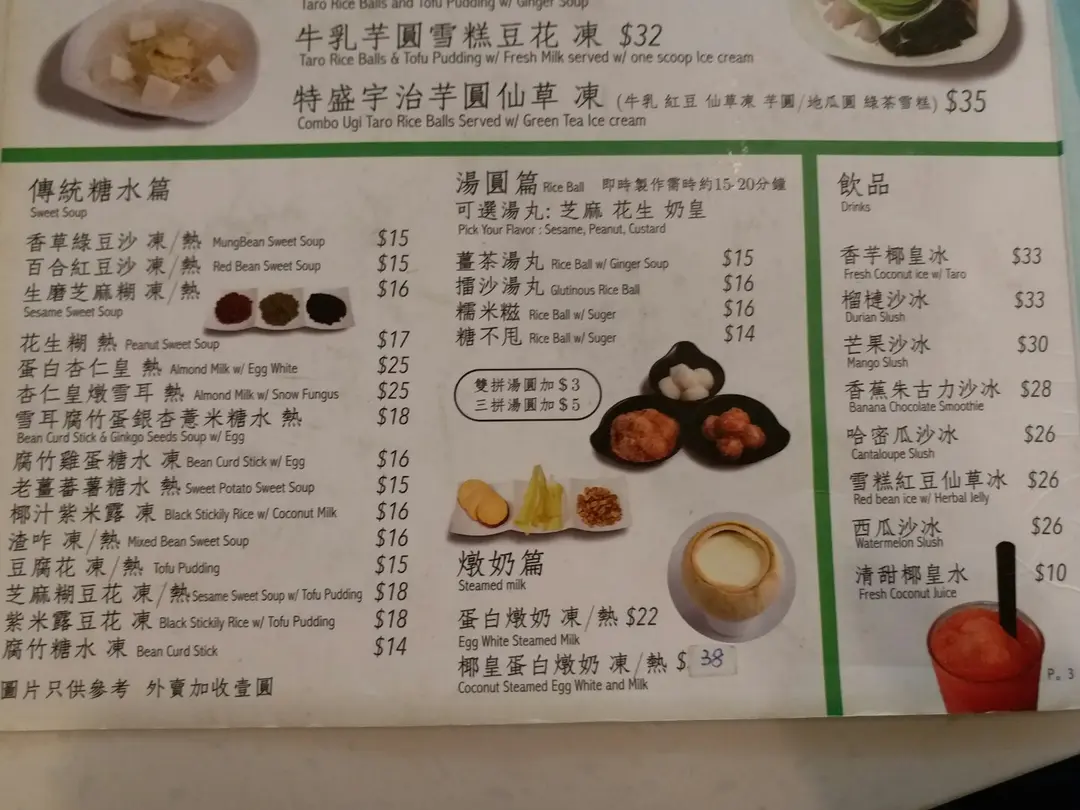 Taro Rice Balls and Tofu Pudding w/ Ginger Soup
牛乳芋圓雪糕豆花 凍 $32
Taro Rice Balls & Tofu Pudding w/ Fresh Milk served w/ one scoop Ice cream
特盛宇治芋圓仙草 凍 (牛乳 紅豆 仙草凍 芋圓/地瓜圓 綠茶雪糕) $35
Combo Ugi Taro Rice Balls Served w/ Green Tea Ice cream
傳統糖水篇
Sweet Soup
香草綠豆沙 凍/熱 MungBean Sweet Soup $15
百合紅豆沙 凍/熱 Red Bean Sweet Soup $15
生磨芝麻糊 凍/熱 $16
Sesame Sweet Soup
花生糊 熱 Peanut Sweet Soup $17
蛋白杏仁皇 熱 Almond Milk w/ Egg White $25
杏仁皇燉雪耳 熱 Almond Milk w/ Snow Fungus $25
雪耳腐竹蛋銀杏薏米糖水 熱 $18
Bean Curd Stick & Ginkgo Seeds Soup w/ Egg
腐竹雞蛋糖水 凍 Bean Curd Stick w/ Egg $16
老薑蕃薯糖水 熱 Sweet Potato Sweet Soup $15
椰汁紫米露 凍 Black Stickily Rice w/ Coconut Milk $16
渣咋 凍/熱 Mixed Bean Sweet Soup $16
豆腐花 凍/熱 Tofu Pudding $15
芝麻糊豆花 凍/熱 Sesame Sweet Soup w/ Tofu Pudding $18
紫米露豆花 凍 Black Stickily Rice w/ Tofu Pudding $18
腐竹糖水 凍 Bean Curd Stick $14
圖片只供參考 外賣加收壹圓
湯圓篇 Rice Ball 即時製作需時約15-20分鐘
可選湯丸: 芝麻 花生 奶皇
Pick Your Flavor : Sesame, Peanut, Custard
薑茶湯丸 Rice Ball w/ Ginger Soup $15
擂沙湯丸 Glutinous Rice Ball $16
糯米糍 Rice Ball w/ Suger $16
糖不甩 Rice Ball w/ Suger $14
雙拼湯圓加$3
三拼湯圓加$5
燉奶篇
Steamed milk
蛋白燉奶 凍/熱 $22
Egg White Steamed Milk
椰皇蛋白燉奶 凍/熱 $ 38
Coconut Steamed Egg White and Milk
飲品
Drinks
香芋椰皇冰 $33
Fresh Coconut ice w/ Taro
榴槤沙冰 $33
Durian Slush
芒果沙冰 $30
Mango Slush
香蕉朱古力沙冰 $28
Banana Chocolate Smoothie
哈密瓜沙冰 $26
Cantaloupe Slush
雪糕紅豆仙草冰 $26
Red bean ice w/ Herbal Jelly
西瓜沙冰 $26
Watermelon Slush
清甜椰皇水 $10
Fresh Coconut Juice
P. 3